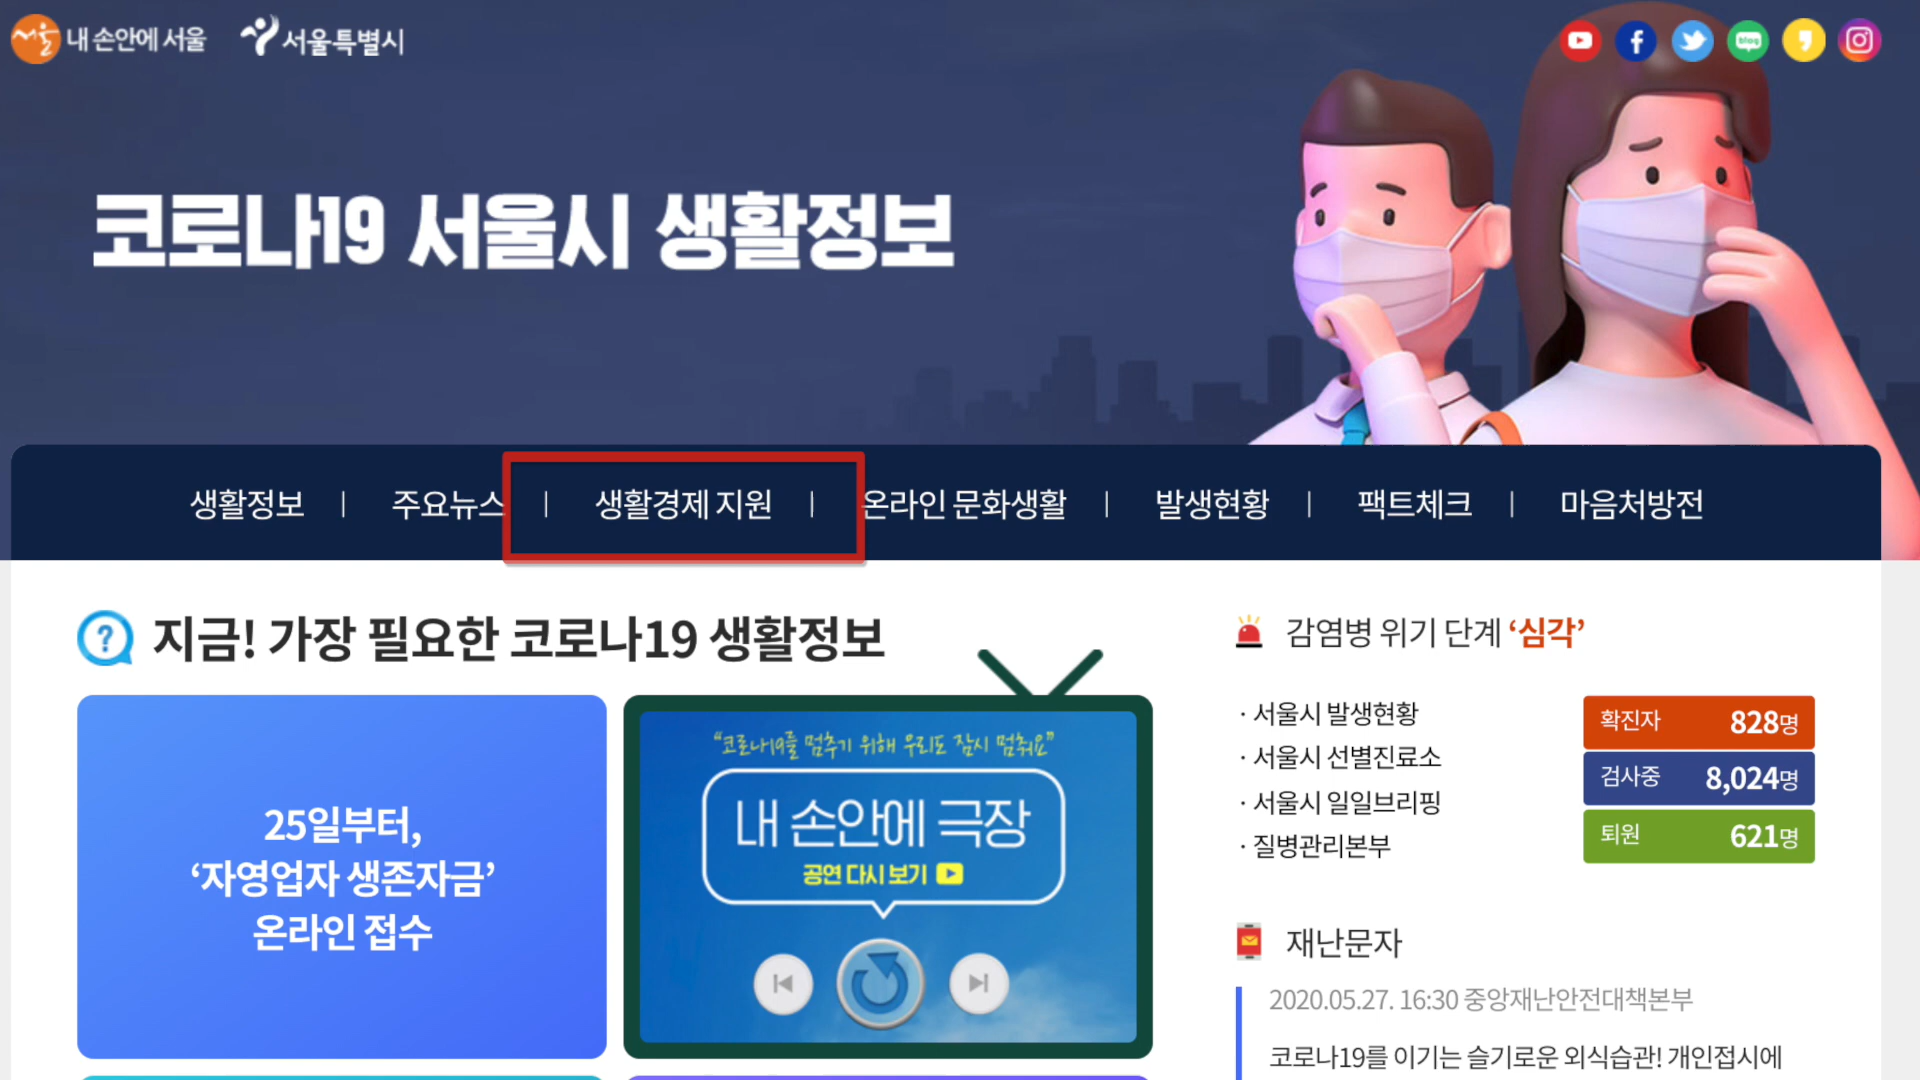 서울 내 손안에 서울 서울특별시
blog
코로나19 서울시 생활정보
생활정보 | 주요뉴스 | 생활경제 지원 | 온라인 문화생활 | 발생현황 | 팩트체크 | 마음처방전
? 지금! 가장 필요한 코로나19 생활정보
25일부터,
‘자영업자 생존자금’
온라인 접수
“코로나19를 멈추기 위해 우리도 잠시 멈춰요”
내 손안에 극장
공연 다시 보기
감염병 위기 단계 ‘심각’
· 서울시 발생현황
· 서울시 선별진료소
· 서울시 일일브리핑
· 질병관리본부
확진자 828명
검사중 8,024명
퇴원 621명
재난문자
2020.05.27. 16:30 중앙재난안전대책본부
코로나19를 이기는 슬기로운 외식습관! 개인접시에